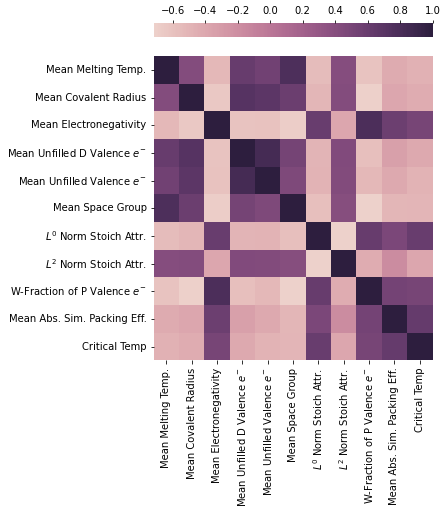 −0.6 −0.4 −0.2 0.0 0.2 0.4 0.6 0.8 1.0
Mean Melting Temp.
Mean Covalent Radius
Mean Electronegativity
Mean Unfilled D Valence e⁻
Mean Unfilled Valence e⁻
Mean Space Group
L⁰ Norm Stoich Attr.
L² Norm Stoich Attr.
W-Fraction of P Valence e⁻
Mean Abs. Sim. Packing Eff.
Critical Temp
Mean Melting Temp.
Mean Covalent Radius
Mean Electronegativity
Mean Unfilled D Valence e⁻
Mean Unfilled Valence e⁻
Mean Space Group
L⁰ Norm Stoich Attr.
L² Norm Stoich Attr.
W-Fraction of P Valence e⁻
Mean Abs. Sim. Packing Eff.
Critical Temp